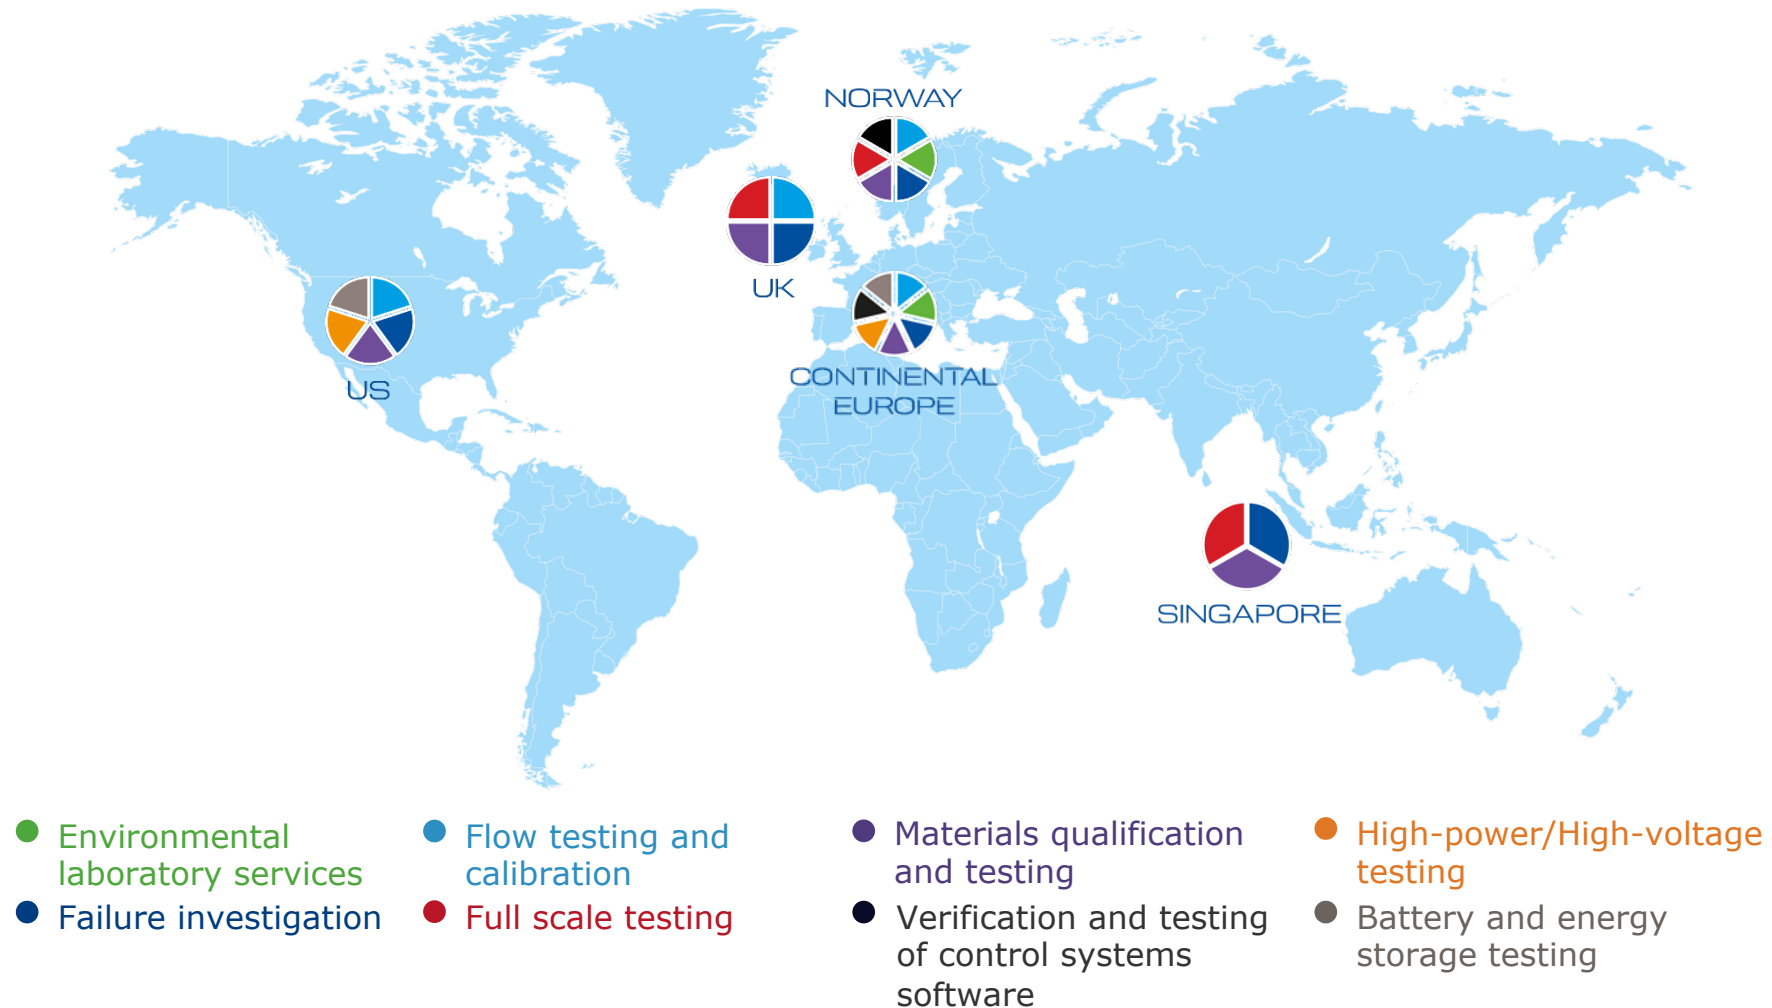 NORWAY
UK
US
CONTINENTAL
EUROPE
SINGAPORE
Environmental
laboratory services
Failure investigation
Flow testing and
calibration
Full scale testing
Materials qualification
and testing
Verification and testing
of control systems
software
High-power/High-voltage
testing
Battery and energy
storage testing